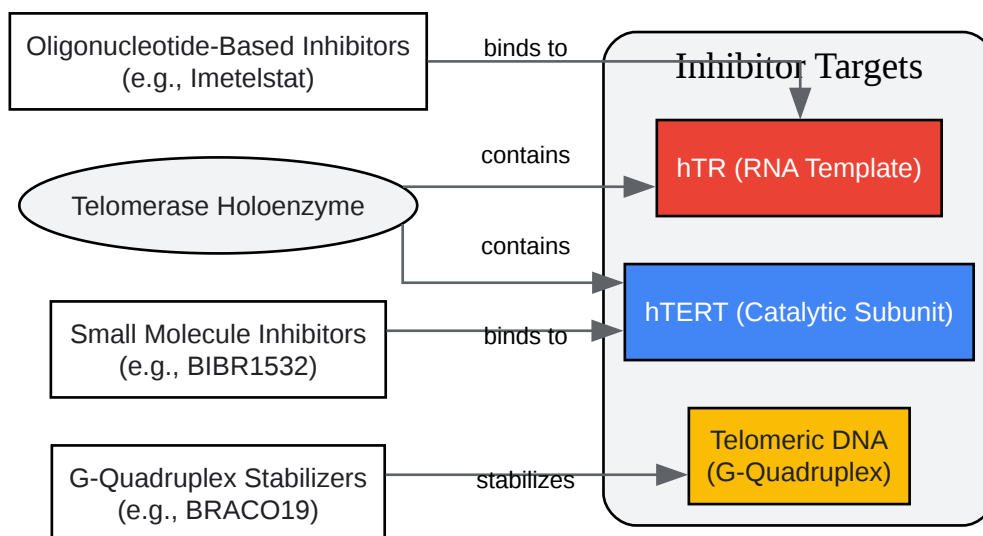 Oligonucleotide-Based Inhibitors
(e.g., Imetelstat)
binds to
Inhibitor Targets
contains
hTR (RNA Template)
Telomerase Holoenzyme
contains
hTERT (Catalytic Subunit)
Small Molecule Inhibitors
(e.g., BIBR1532)
binds to
Telomeric DNA
(G-Quadruplex)
G-Quadruplex Stabilizers
(e.g., BRACO19)
stabilizes